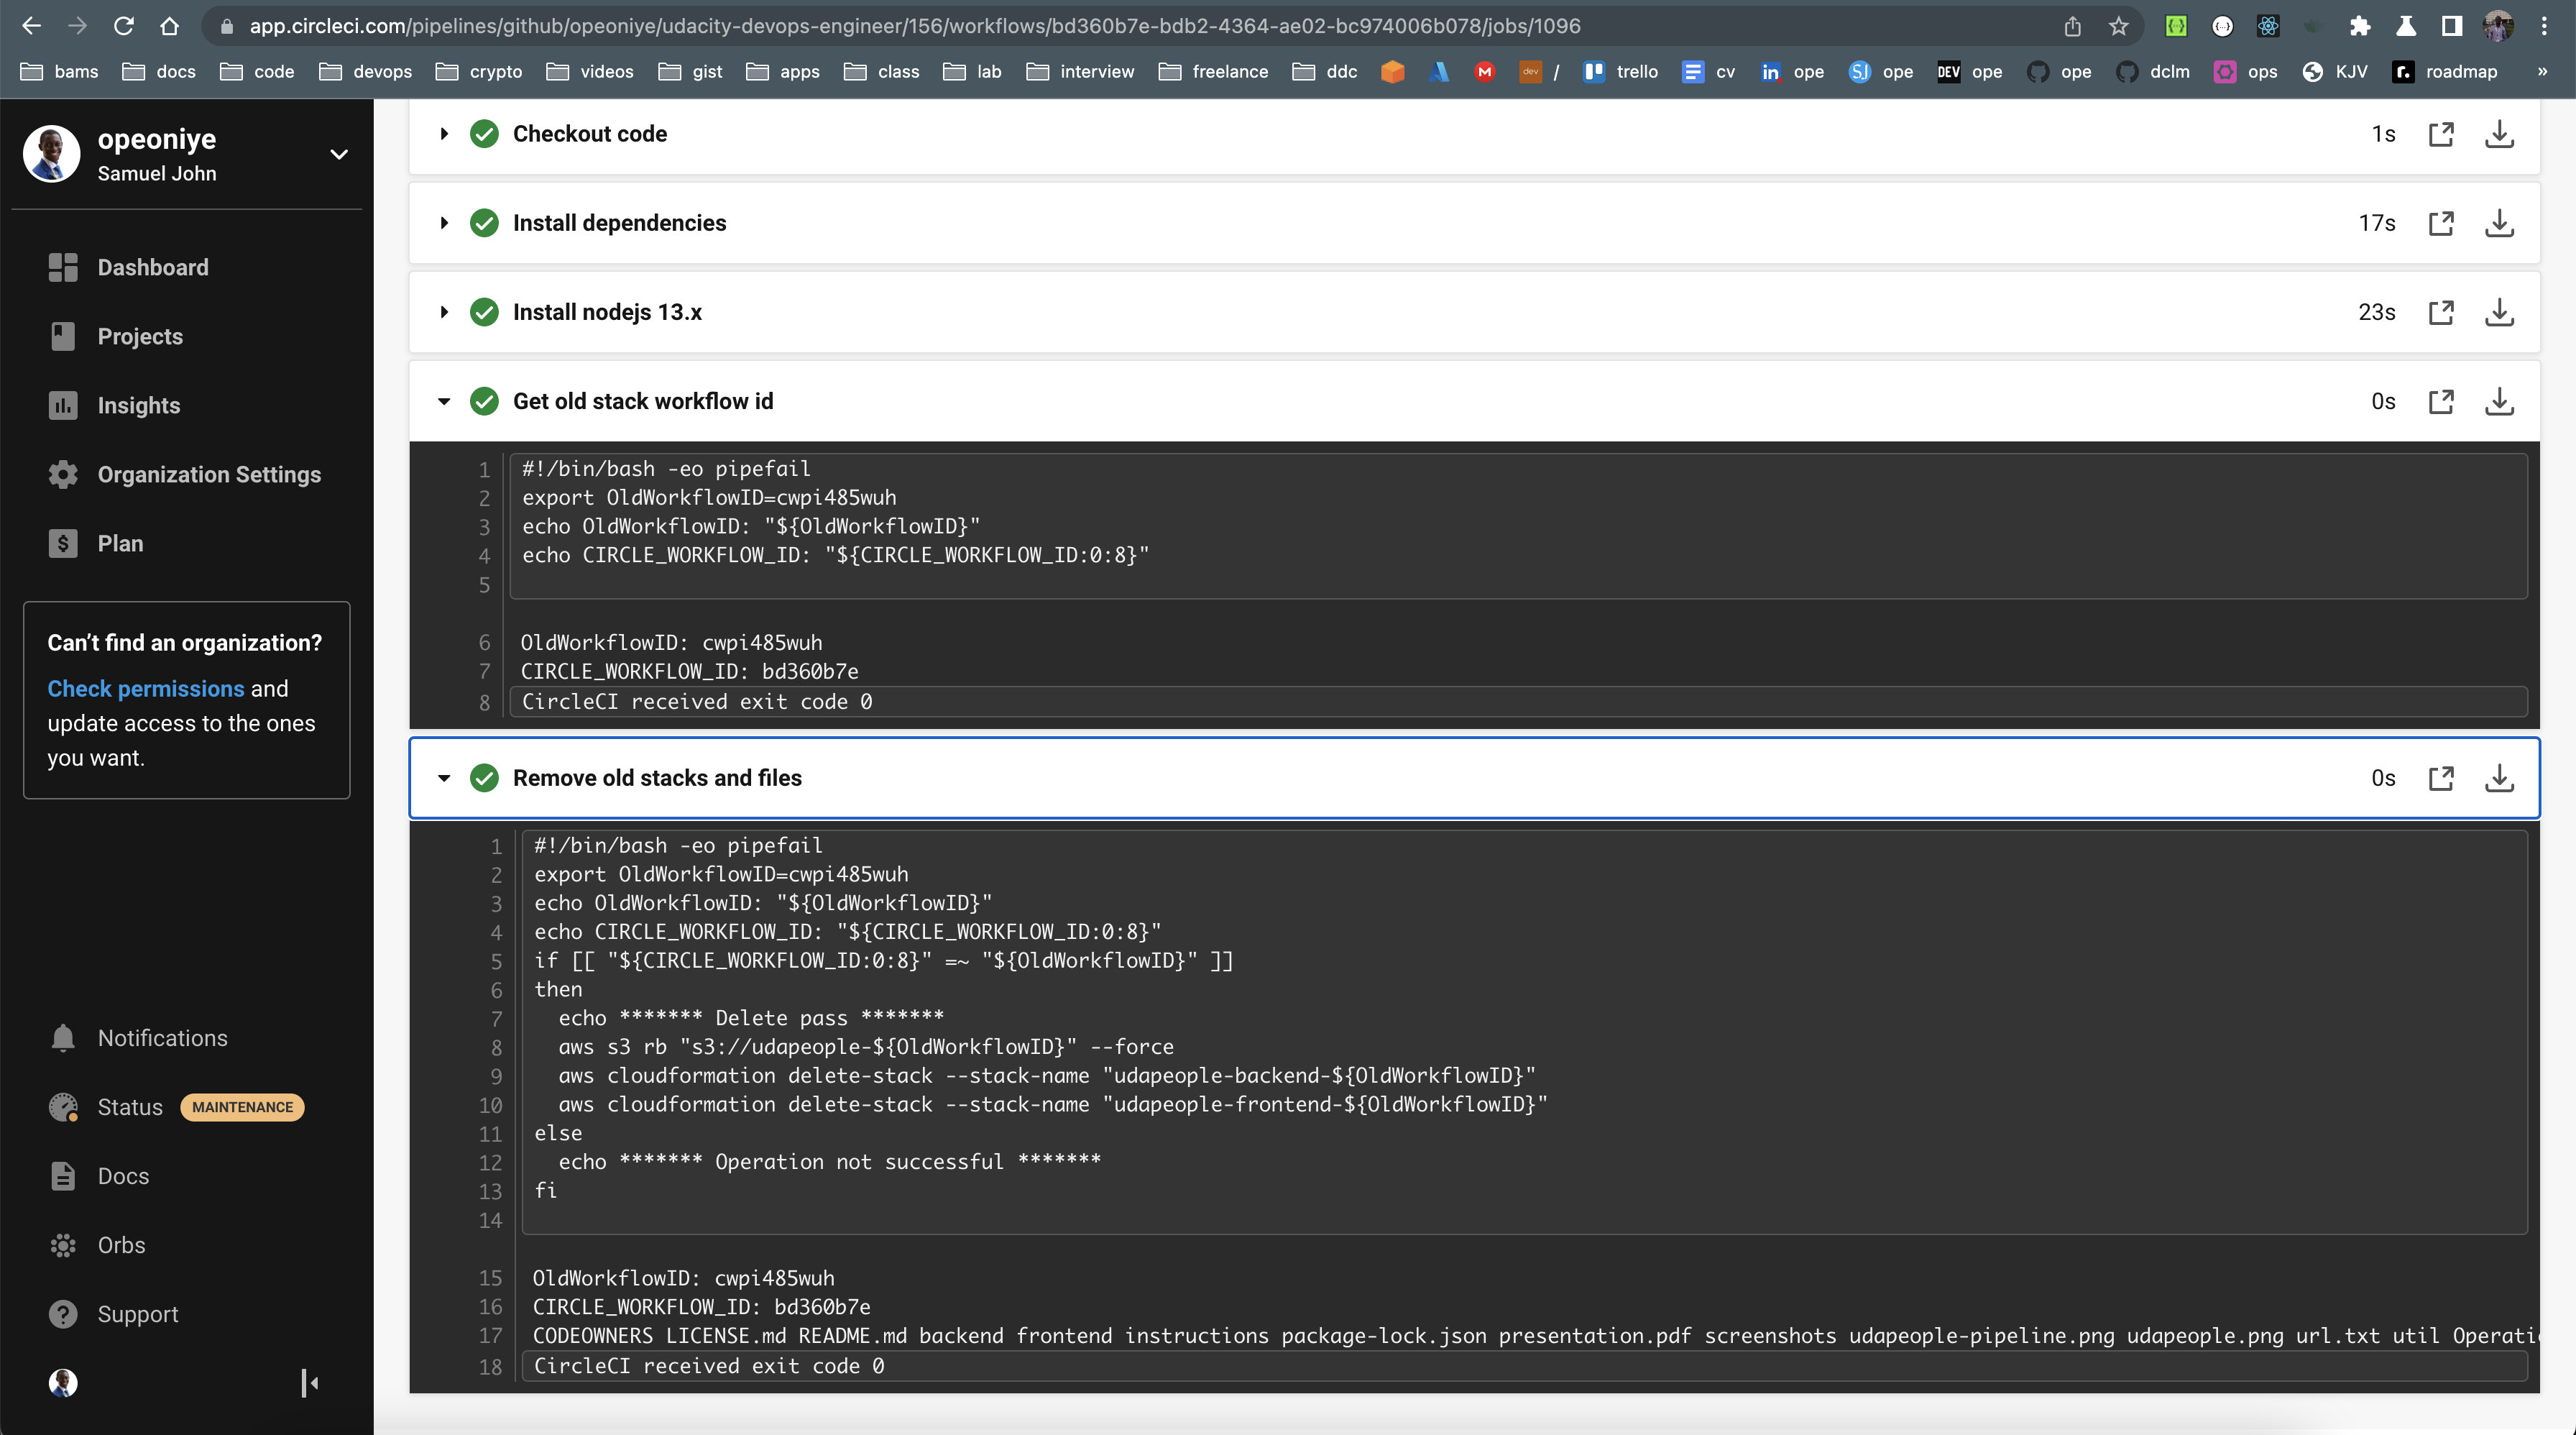 app.circleci.com/pipelines/github/opeoniye/udacity-devops-engineer/156/workflows/bd360b7e-bdb2-4364-ae02-bc974006b078/jobs/1096
bams docs code devops crypto videos gist apps class lab interview freelance ddc M dev / trello cv in ope SJ ope DEV ope ope dclm ops KJV r. roadmap »
opeoniye
Samuel John
Dashboard
Projects
Insights
Organization Settings
Plan
Can't find an organization?
Check permissions and
update access to the ones
you want.
Notifications
Status MAINTENANCE
Docs
Orbs
Support
Checkout code 1s
Install dependencies 17s
Install nodejs 13.x 23s
Get old stack workflow id 0s
1 #!/bin/bash -eo pipefail
2 export OldWorkflowID=cwpi485wuh
3 echo OldWorkflowID: "${OldWorkflowID}"
4 echo CIRCLE_WORKFLOW_ID: "${CIRCLE_WORKFLOW_ID:0:8}"
5
6 OldWorkflowID: cwpi485wuh
7 CIRCLE_WORKFLOW_ID: bd360b7e
8 CircleCI received exit code 0
Remove old stacks and files 0s
1 #!/bin/bash -eo pipefail
2 export OldWorkflowID=cwpi485wuh
3 echo OldWorkflowID: "${OldWorkflowID}"
4 echo CIRCLE_WORKFLOW_ID: "${CIRCLE_WORKFLOW_ID:0:8}"
5 if [[ "${CIRCLE_WORKFLOW_ID:0:8}" =~ "${OldWorkflowID}" ]]
6 then
7 echo ******* Delete pass *******
8 aws s3 rb "s3://udapeople-${OldWorkflowID}" --force
9 aws cloudformation delete-stack --stack-name "udapeople-backend-${OldWorkflowID}"
10 aws cloudformation delete-stack --stack-name "udapeople-frontend-${OldWorkflowID}"
11 else
12 echo ******* Operation not successful *******
13 fi
14
15 OldWorkflowID: cwpi485wuh
16 CIRCLE_WORKFLOW_ID: bd360b7e
17 CODEOWNERS LICENSE.md README.md backend frontend instructions package-lock.json presentation.pdf screenshots udapeople-pipeline.png udapeople.png url.txt util Operati
18 CircleCI received exit code 0